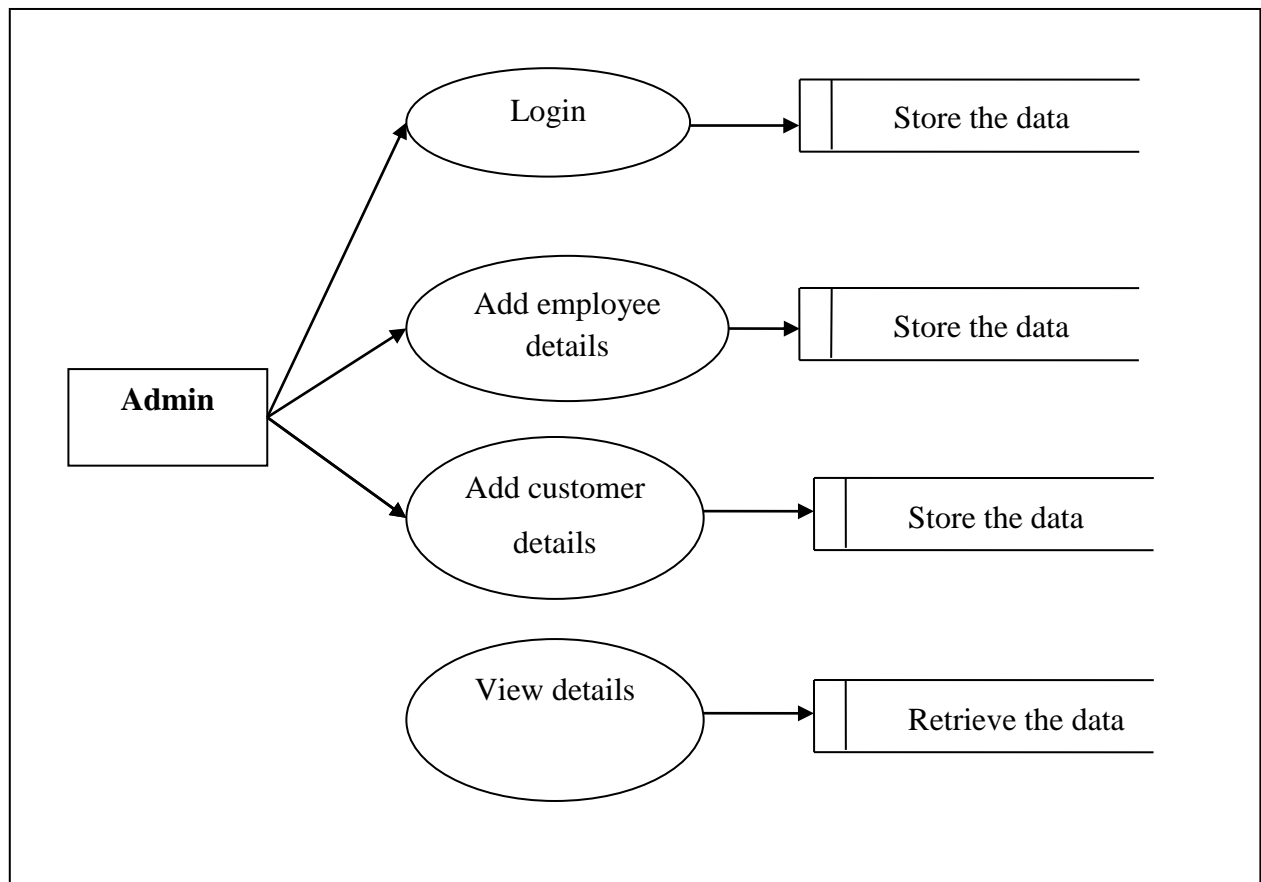 Login
Store the data
Add employee
details
Store the data
Admin
Add customer
details
Store the data
View details
Retrieve the data